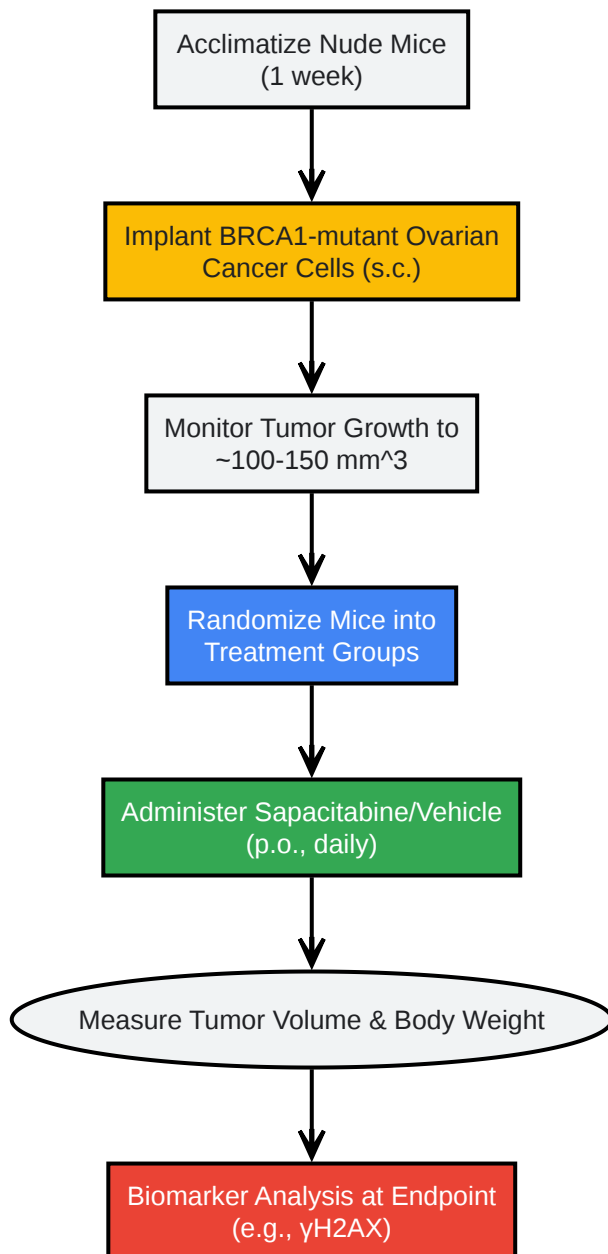 Acclimatize Nude Mice
(1 week)
Implant BRCA1-mutant Ovarian
Cancer Cells (s.c.)
Monitor Tumor Growth to
~100-150 mm^3
Randomize Mice into
Treatment Groups
Administer Sapacitabine/Vehicle
(p.o., daily)
Measure Tumor Volume & Body Weight
Biomarker Analysis at Endpoint
(e.g., γH2AX)